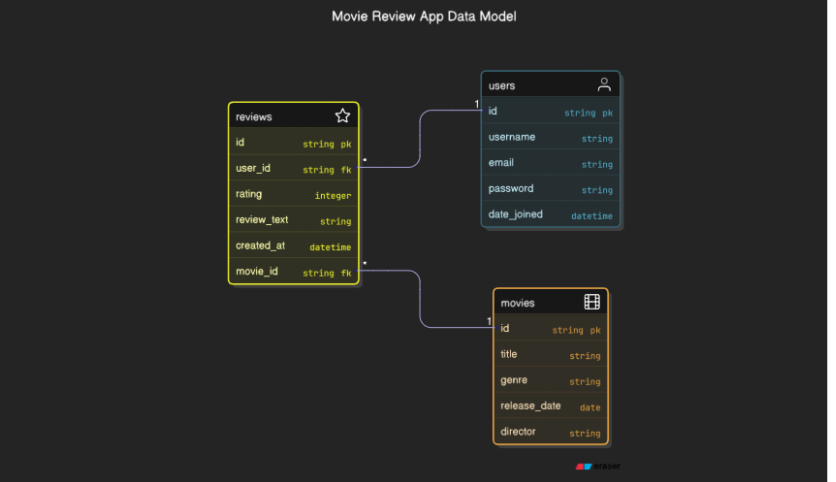 Movie Review App Data Model
reviews
id string pk
user_id string fk
rating integer
review_text string
created_at datetime
movie_id string fk
*
*
1
users
id string pk
username string
email string
password string
date_joined datetime
1
movies
id string pk
title string
genre string
release_date date
director string
eraser